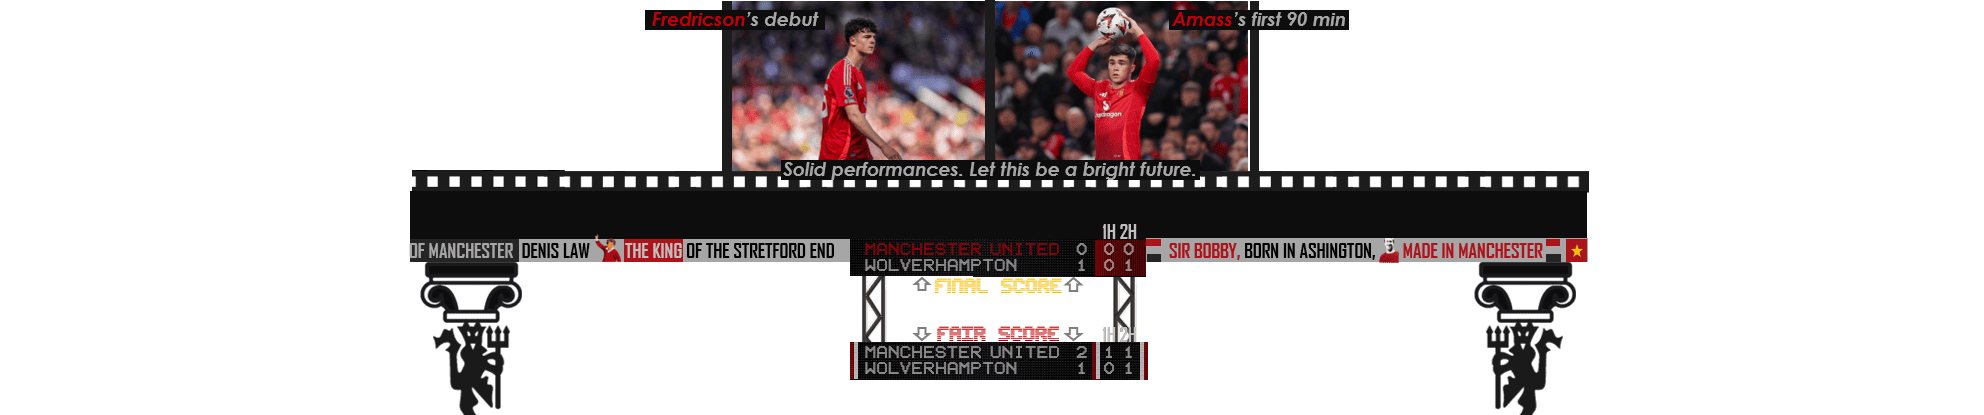 Fredricson's debut
Amass's first 90 min
Solid performances. Let this be a bright future.
OF MANCHESTER DENIS LAW THE KING OF THE STRETFORD END
1H 2H
MANCHESTER UNITED 0 0 0
WOLVERHAMPTON 1 0 1
SIR BOBBY, BORN IN ASHINGTON, MADE IN MANCHESTER
FINAL SCORE
FAIR SCORE 1H 2H
MANCHESTER UNITED 2 1 1
WOLVERHAMPTON 1 0 1